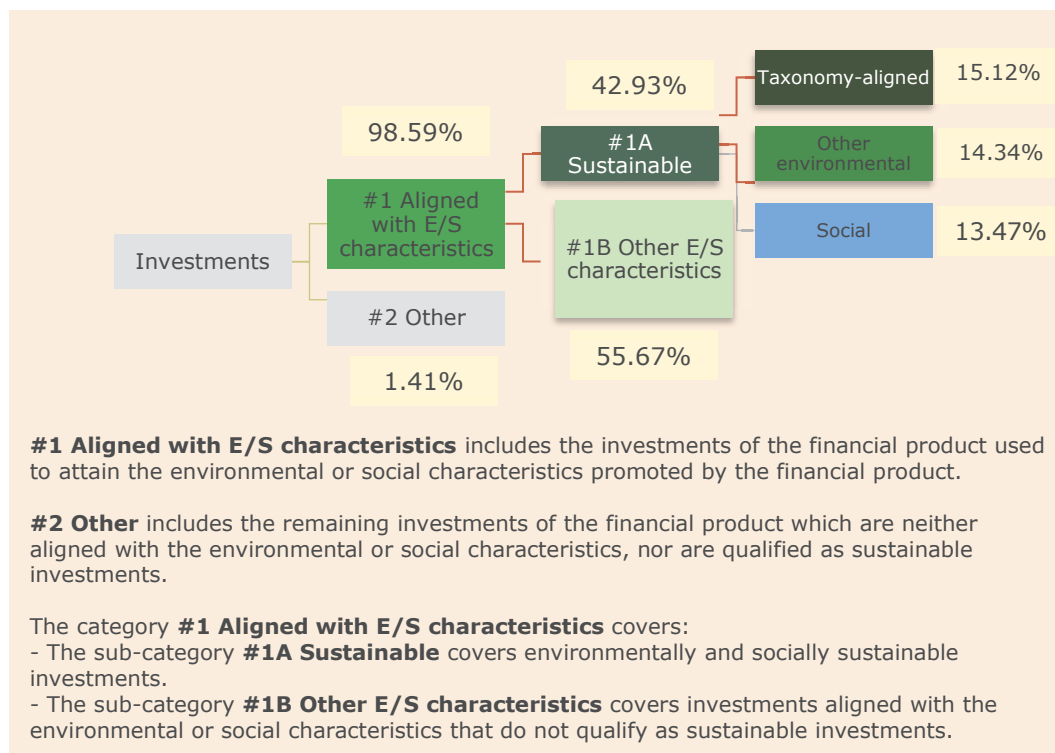 42.93%
Taxonomy-aligned
15.12%
98.59%
#1A
Sustainable
Other
environmental
14.34%
#1 Aligned
with E/S
characteristics
#1B Other E/S
characteristics
Social
13.47%
Investments
#2 Other
1.41%
55.67%
#1 Aligned with E/S characteristics includes the investments of the financial product used
to attain the environmental or social characteristics promoted by the financial product.
#2 Other includes the remaining investments of the financial product which are neither
aligned with the environmental or social characteristics, nor are qualified as sustainable
investments.
The category #1 Aligned with E/S characteristics covers:
- The sub-category #1A Sustainable covers environmentally and socially sustainable
investments.
- The sub-category #1B Other E/S characteristics covers investments aligned with the
environmental or social characteristics that do not qualify as sustainable investments.